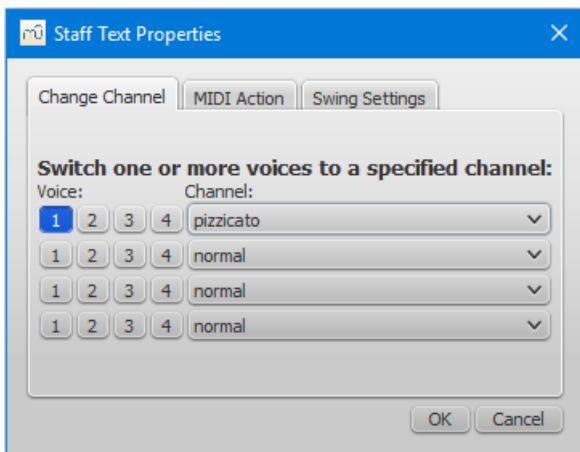 Staff Text Properties
Change Channel MIDI Action Swing Settings
Switch one or more voices to a specified channel:
Voice: Channel:
1 2 3 4 pizzicato
1 2 3 4 normal
1 2 3 4 normal
1 2 3 4 normal
OK Cancel